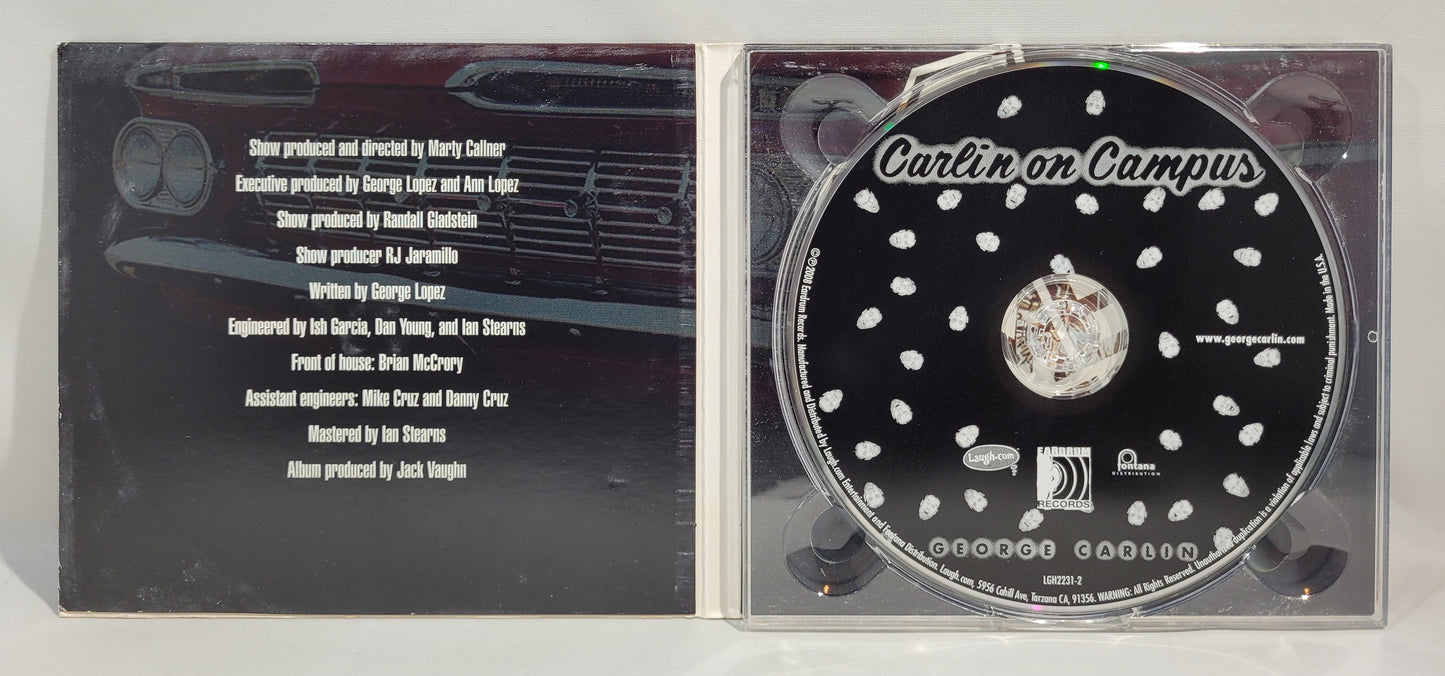 Show produced and directed by Marty Callner
Executive produced by George Lopez and Ann Lopez
Show produced by Randall Gladstein
Show producer RJ Jaramillo
Written by George Lopez
Engineered by Ish Garcia, Dan Young, and Ian Stearns
Front of house: Brian McCrory
Assistant engineers: Mike Cruz and Danny Cruz
Mastered by Ian Stearns
Album produced by Jack Vaughn
Carlin on Campus
www.georgecarlin.com
Laugh.com
EARDRUM
RECORDS
fontana
DISTRIBUTION
GEORGE CARLIN
LGH2231-2
©℗2008 Eardrum Records. Manufactured and Distributed by Laugh.com Entertainment and Fontana Distribution. Laugh.com, 5956 Cahill Ave, Tarzana CA, 91356. WARNING: All Rights Reserved. Unauthorized duplication is a violation of applicable laws and subject to criminal punishment. Made in the U.S.A.